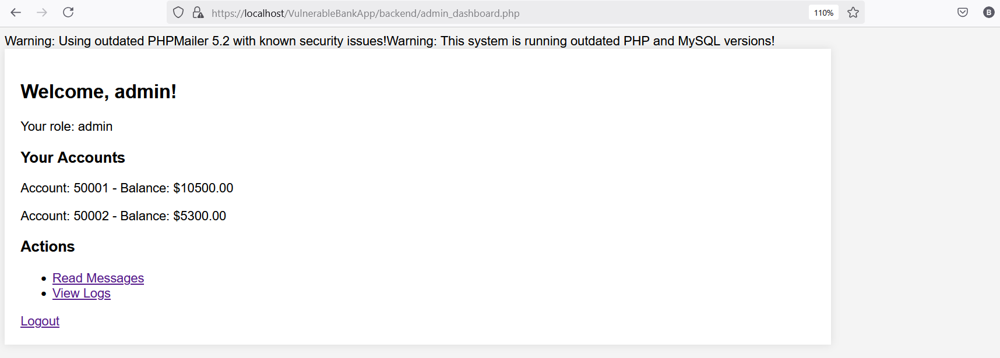 https://localhost/VulnerableBankApp/backend/admin_dashboard.php 110% B
Warning: Using outdated PHPMailer 5.2 with known security issues!Warning: This system is running outdated PHP and MySQL versions!
Welcome, admin!
Your role: admin
Your Accounts
Account: 50001 - Balance: $10500.00
Account: 50002 - Balance: $5300.00
Actions
Read Messages
View Logs
Logout